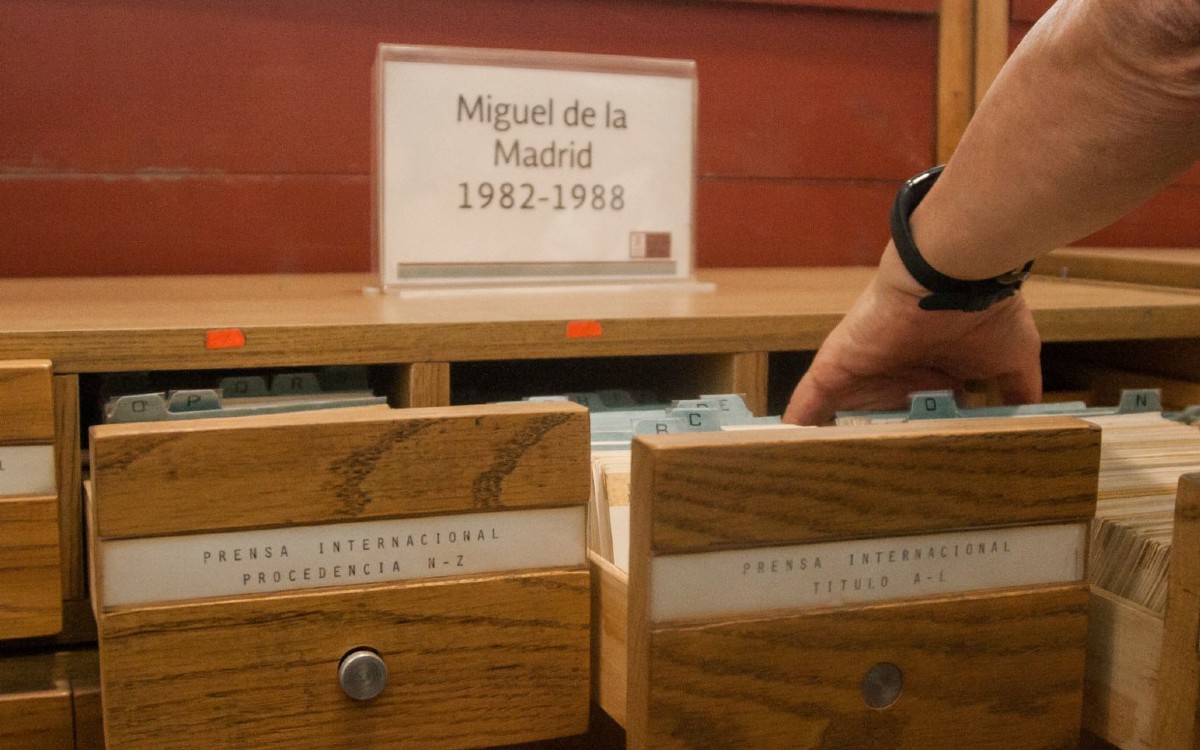 Miguel de la
Madrid
1982-1988
O P Q R
B C D E
D N
PRENSA INTERNACIONAL
PROCEDENCIA N-Z
PRENSA INTERNACIONAL
TITULO A-L
L